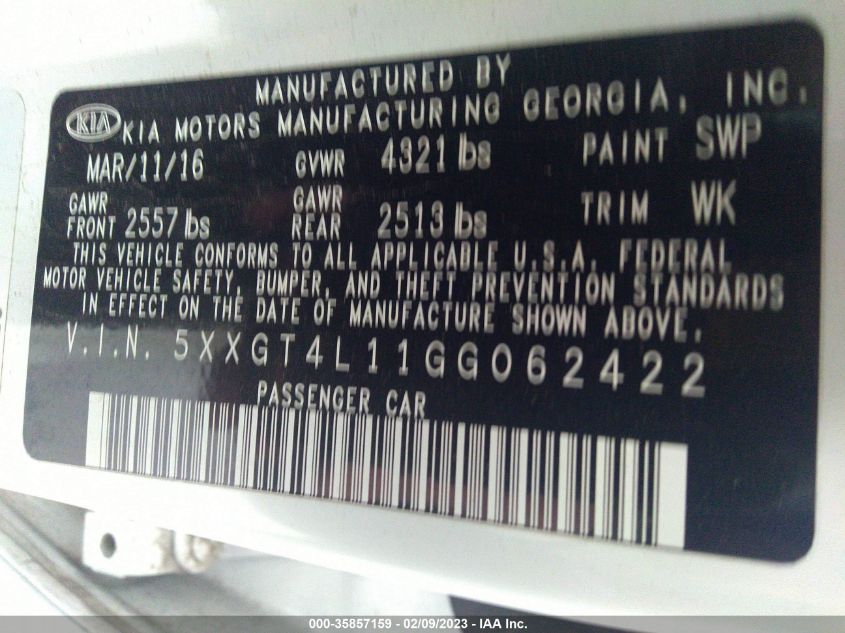 MANUFACTURED BY
KIA KIA MOTORS MANUFACTURING GEORGIA, INC.
MAR/11/16 GVWR 4321 lbs PAINT SWP
GAWR FRONT 2557 lbs GAWR REAR 2513 lbs TRIM WK
THIS VEHICLE CONFORMS TO ALL APPLICABLE U.S.A. FEDERAL
MOTOR VEHICLE SAFETY, BUMPER, AND THEFT PREVENTION STANDARDS
IN EFFECT ON THE DATE OF MANUFACTURE SHOWN ABOVE.
V.I.N. 5XXGT4L11GG062422
PASSENGER CAR
000-35857159 - 02/09/2023 - IAA Inc.